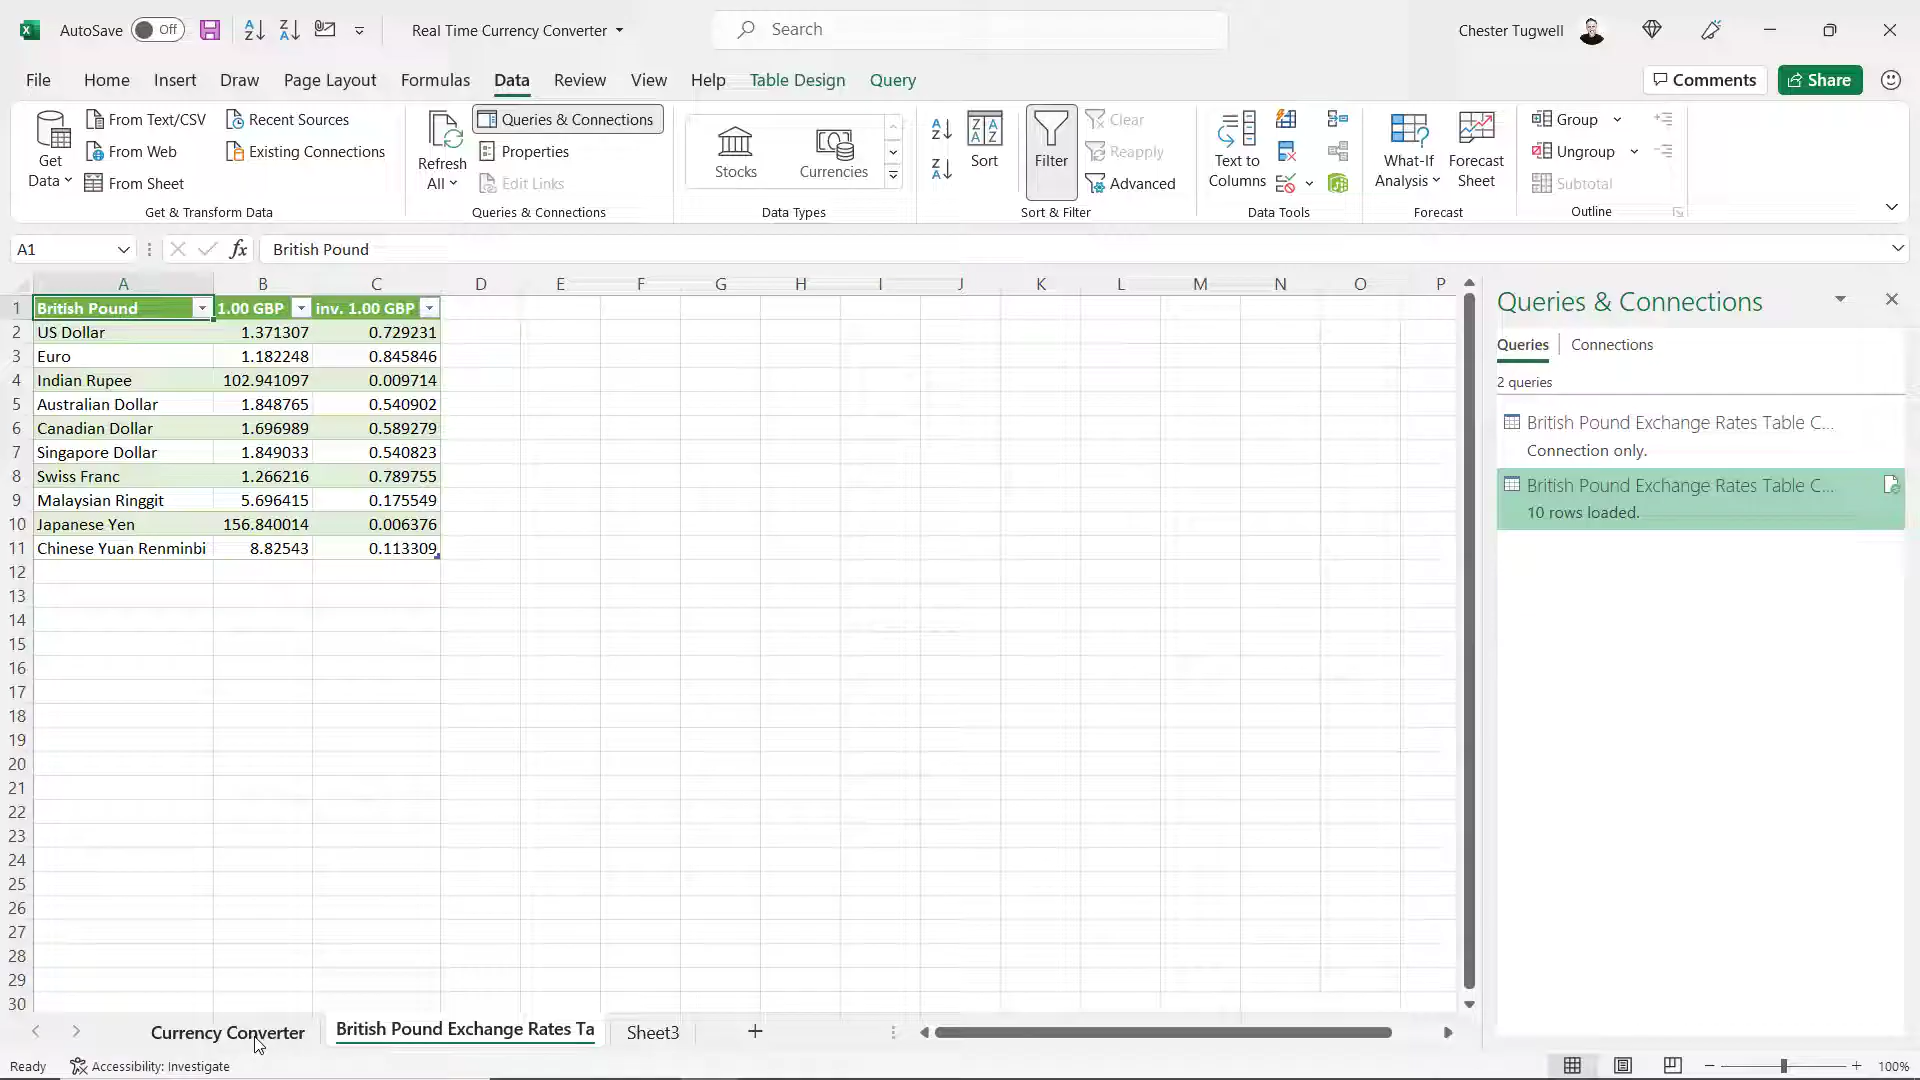 AutoSave Off Real Time Currency Converter Search Chester Tugwell
File Home Insert Draw Page Layout Formulas Data Review View Help Table Design Query Comments Share
Get Data
From Text/CSV
From Web
From Sheet
Recent Sources
Existing Connections
Get & Transform Data
Refresh All
Queries & Connections
Properties
Edit Links
Queries & Connections
Stocks
Currencies
Data Types
Sort
Filter
Clear
Reapply
Advanced
Sort & Filter
Text to Columns
Data Tools
What-If Analysis
Forecast Sheet
Forecast
Group
Ungroup
Subtotal
Outline
A1 fx British Pound
A B C D E F G H I J K L M N O P
1 British Pound 1.00 GBP inv. 1.00 GBP
2 US Dollar 1.371307 0.729231
3 Euro 1.182248 0.845846
4 Indian Rupee 102.941097 0.009714
5 Australian Dollar 1.848765 0.540902
6 Canadian Dollar 1.696989 0.589279
7 Singapore Dollar 1.849033 0.540823
8 Swiss Franc 1.266216 0.789755
9 Malaysian Ringgit 5.696415 0.175549
10 Japanese Yen 156.840014 0.006376
11 Chinese Yuan Renminbi 8.82543 0.113309
12
13
14
15
16
17
18
19
20
21
22
23
24
25
26
27
28
29
30
Queries & Connections
Queries Connections
2 queries
British Pound Exchange Rates Table C...
Connection only.
British Pound Exchange Rates Table C...
10 rows loaded.
Currency Converter British Pound Exchange Rates Ta Sheet3
Ready Accessibility: Investigate 100%